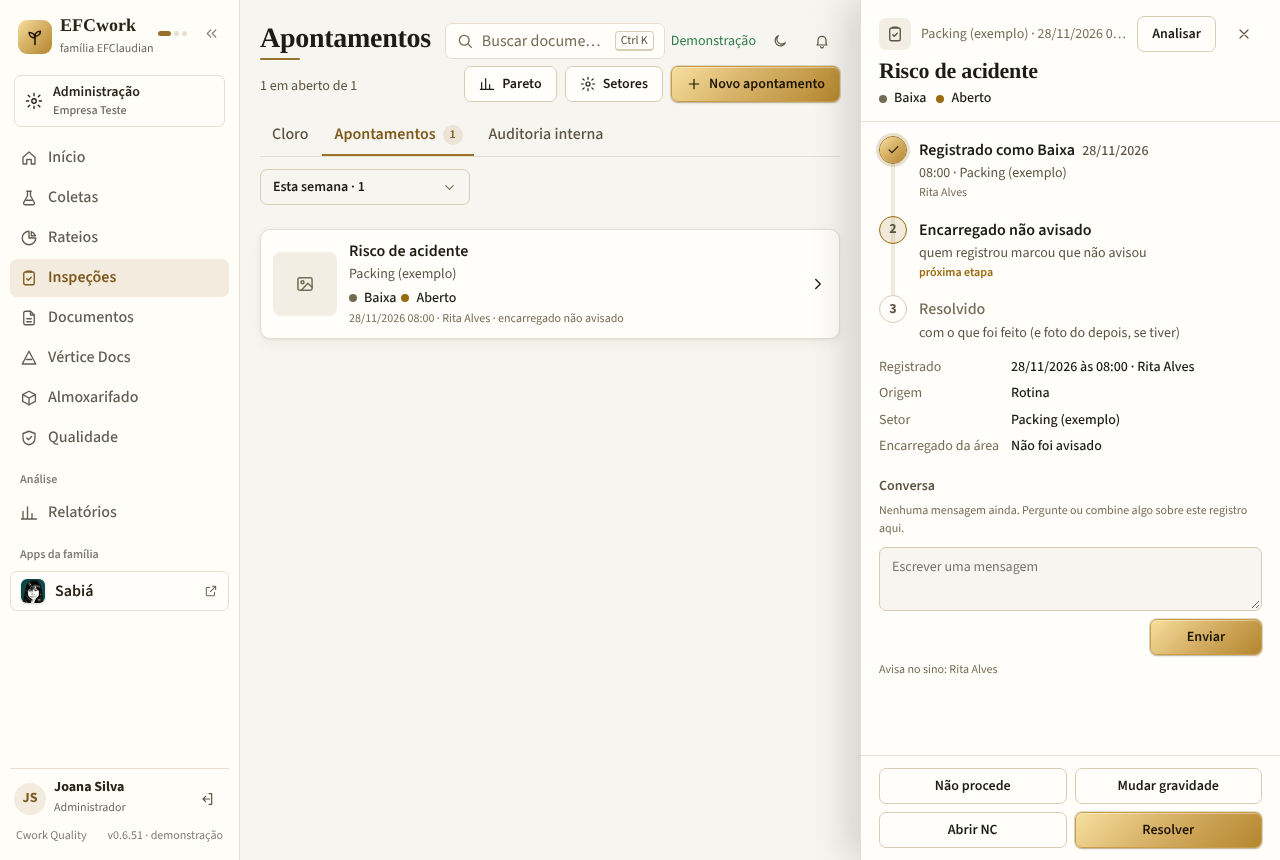 EFCwork
família EFClaudian
Administração
Empresa Teste
Início
Coletas
Rateios
Inspeções
Documentos
Vértice Docs
Almoxarifado
Qualidade
Análise
Relatórios
Apps da família
Sabiá
JS
Joana Silva
Administrador
Cwork Quality v0.6.51 · demonstração
Apontamentos
Buscar docume… Ctrl K
Demonstração
1 em aberto de 1
Pareto
Setores
Novo apontamento
Cloro
Apontamentos 1
Auditoria interna
Esta semana · 1
Risco de acidente
Packing (exemplo)
Baixa Aberto
28/11/2026 08:00 · Rita Alves · encarregado não avisado
Packing (exemplo) · 28/11/2026 0…
Analisar
Risco de acidente
Baixa Aberto
Registrado como Baixa 28/11/2026
08:00 · Packing (exemplo)
Rita Alves
2 Encarregado não avisado
quem registrou marcou que não avisou
próxima etapa
3 Resolvido
com o que foi feito (e foto do depois, se tiver)
Registrado 28/11/2026 às 08:00 · Rita Alves
Origem Rotina
Setor Packing (exemplo)
Encarregado da área Não foi avisado
Conversa
Nenhuma mensagem ainda. Pergunte ou combine algo sobre este registro
aqui.
Escrever uma mensagem
Enviar
Avisa no sino: Rita Alves
Não procede
Mudar gravidade
Abrir NC
Resolver